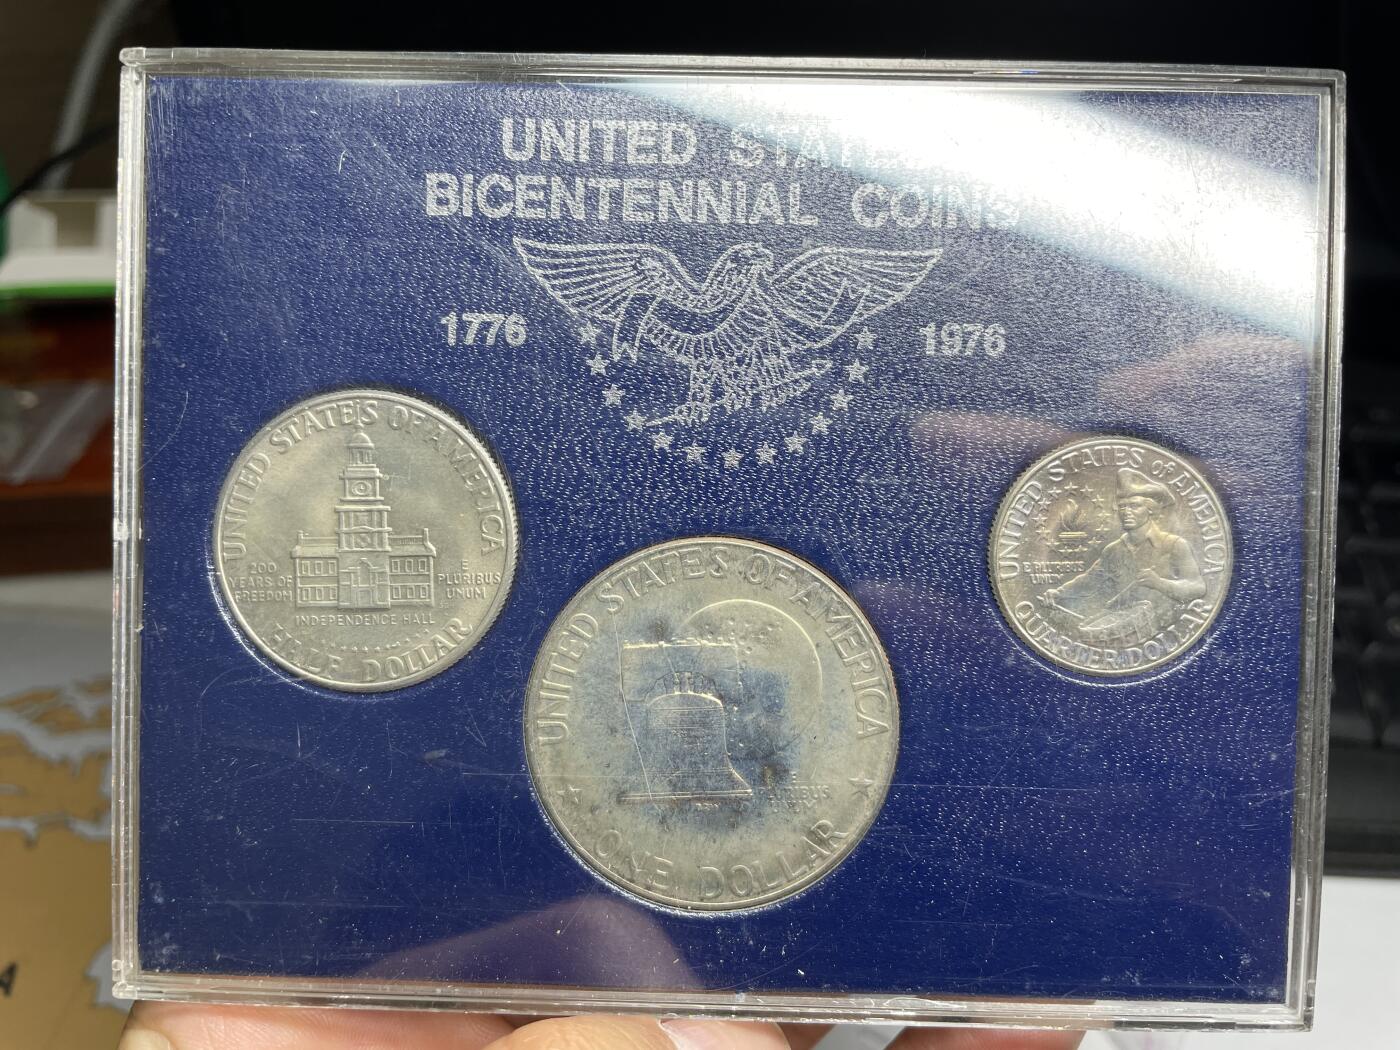 UNITED STATES
BICENTENNIAL COINS
1776
1976
UNITED STATES OF AMERICA
200
YEARS OF
FREEDOM
E
PLURIBUS
UNUM
INDEPENDENCE HALL
HALF DOLLAR
UNITED STATES OF AMERICA
E
PLURIBUS
UNUM
ONE DOLLAR
UNITED STATES of AMERICA
E PLURIBUS
UNUM
QUARTER DOLLAR
A